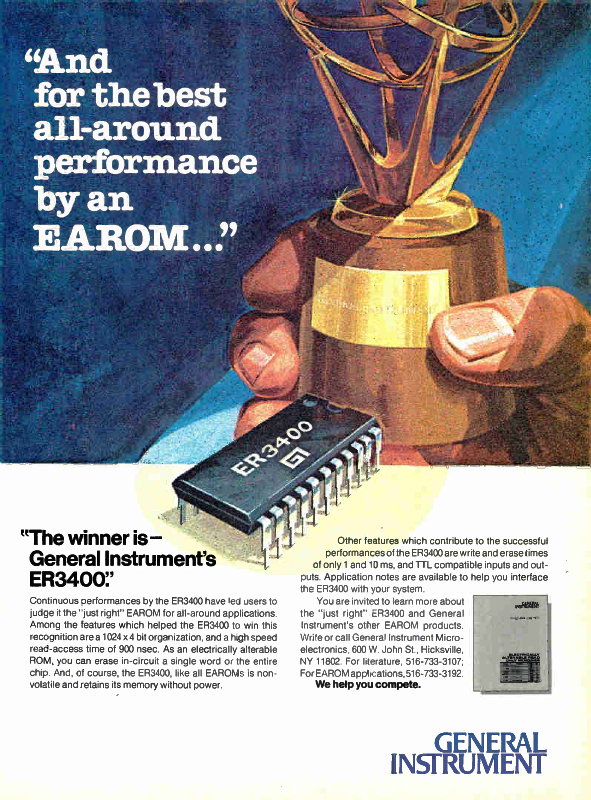 “And
for the best
all-around
performance
by an
EAROM...”
ER3400
"The winner is—
General Instrument's
ER3400."
Continuous performances by the ER3400 have led users to
judge it the "just right" EAROM for all-around applications.
Among the features which helped the ER3400 to win this
recognition are a 1024 x 4 bit organization, and a high speed
read-access time of 900 nsec. As an electrically alterable
ROM, you can erase in-circuit a single word or the entire
chip. And, of course, the ER3400, like all EAROMs is non-
volatile and retains its memory without power.
Other features which contribute to the successful
performances of the ER3400 are write and erase times
of only 1 and 10 ms, and TTL compatible inputs and out-
puts. Application notes are available to help you interface
the ER3400 with your system.
You are invited to learn more about
the "just right" ER3400 and General
Instrument's other EAROM products.
Write or call General Instrument Micro-
electronics, 600 W. John St., Hicksville,
NY 11802. For literature, 516-733-3107;
For EAROM applications, 516-733-3192.
We help you compete.
GENERAL
INSTRUMENT
GENERAL
INSTRUMENT